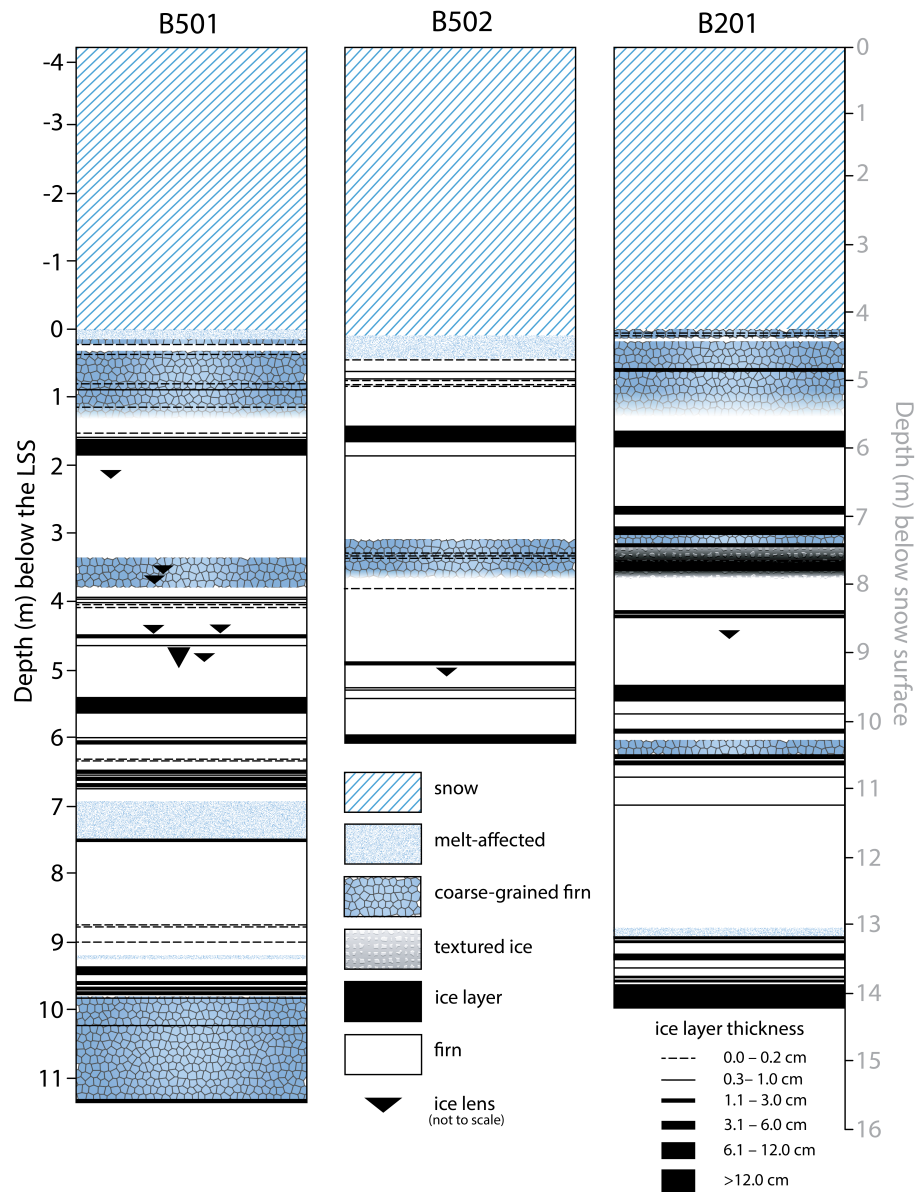 B501
B502
B201
-4
-3
-2
-1
0
1
2
3
4
5
6
7
8
9
10
11
Depth (m) below the LSS
0
1
2
3
4
5
6
7
8
9
10
11
12
13
14
15
16
Depth (m) below snow surface
snow
melt-affected
coarse-grained firn
textured ice
ice layer
firn
ice lens
(not to scale)
ice layer thickness
0.0 – 0.2 cm
0.3– 1.0 cm
1.1 – 3.0 cm
3.1 – 6.0 cm
6.1 – 12.0 cm
>12.0 cm